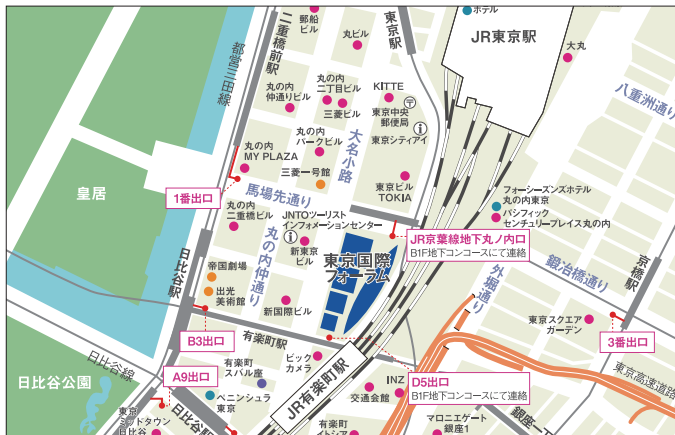 ホテル
郵船
ビル
丸ビル
東京駅
JR東京駅
大丸
二重橋前駅
都営三田線
丸の内
仲通りビル
丸の内
二丁目ビル
三菱ビル
KITTE
東京中央
郵便局
東京シティアイ
八重洲通り
丸の内
MY PLAZA
丸の内
パークビル
大名小路
三菱一号館
東京ビル
TOKIA
皇居
1番出口
馬場先通り
フォーシーズンズホテル
丸の内東京
パシフィック
センチュリープレイス丸の内
丸の内
二重橋ビル
JNTOツーリスト
インフォメーションセンター
新東京
ビル
丸の内仲通り
JR京葉線地下丸ノ内口
B1F地下コンコースにて連絡
東京国際
フォーラム
日比谷駅
帝国劇場
出光
美術館
新国際ビル
外堀通り
鍛冶橋通り
京橋駅
東京スクエア
ガーデン
3番出口
B3出口
有楽町駅
日比谷線
日比谷公園
A9出口
有楽町
スバル座
ビック
カメラ
JR有楽町駅
INZ
交通会館
D5出口
B1F地下コンコースにて連絡
東京高速道路
ペニンシュラ
東京
東京
ミッドタウン
日比谷
日比谷駅
有楽町
イトシア
マロニエゲート
銀座1
銀座一丁